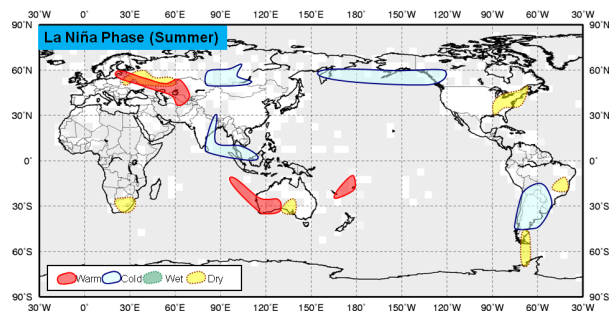 30°W 0° 30°E 60°E 90°E 120°E 150°E 180° 150°W 120°W 90°W 60°W 30°W
La Niña Phase (Summer)
90°N 90°N
60°N 60°N
30°N 30°N
0° 0°
30°S 30°S
60°S 60°S
Warm Cold Wet Dry
90°S 90°S
30°W 0° 30°E 60°E 90°E 120°E 150°E 180° 150°W 120°W 90°W 60°W 30°W